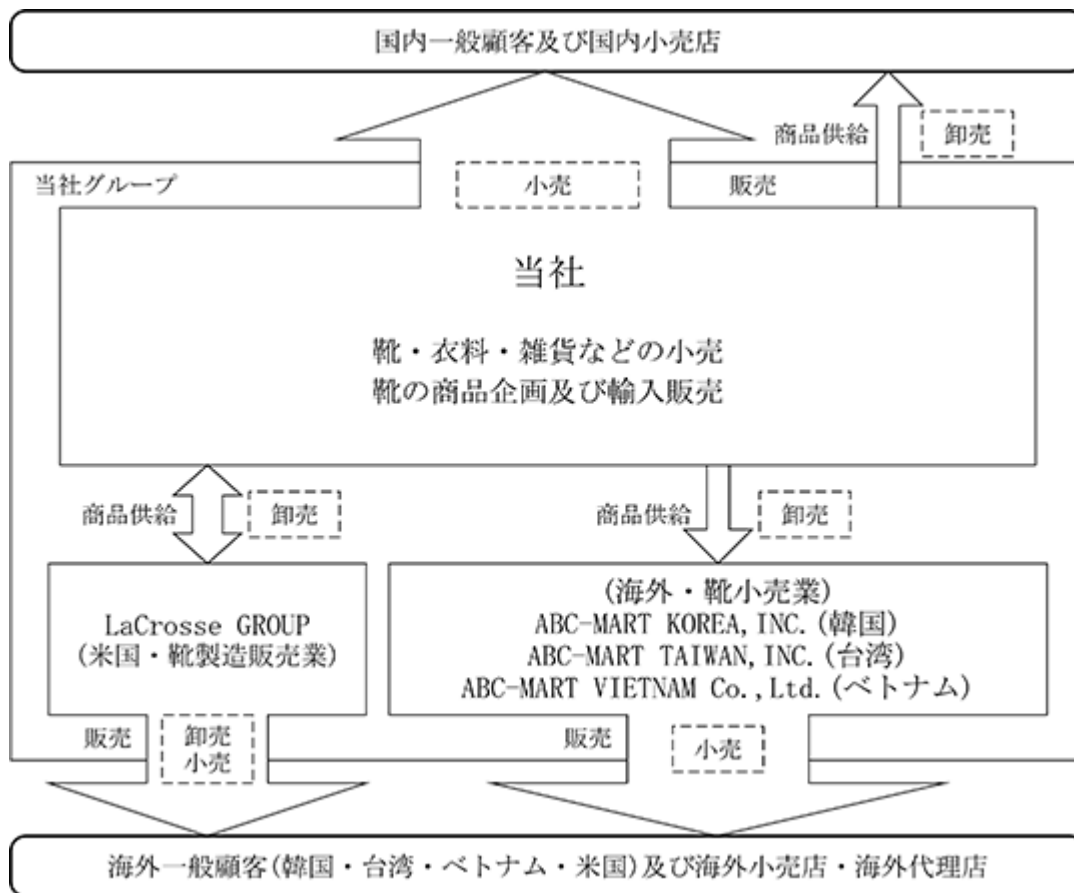 国内一般顧客及び国内小売店
商品供給
卸売
当社グループ
小売
販売
当社
靴・衣料・雑貨などの小売
靴の商品企画及び輸入販売
商品供給
卸売
商品供給
卸売
LaCrosse GROUP
(米国・靴製造販売業)
(海外・靴小売業)
ABC-MART KOREA,INC.(韓国)
ABC-MART TAIWAN,INC.(台湾)
ABC-MART VIETNAM Co.,Ltd.(ベトナム)
販売
卸売
小売
販売
小売
海外一般顧客(韓国・台湾・ベトナム・米国)及び海外小売店・海外代理店